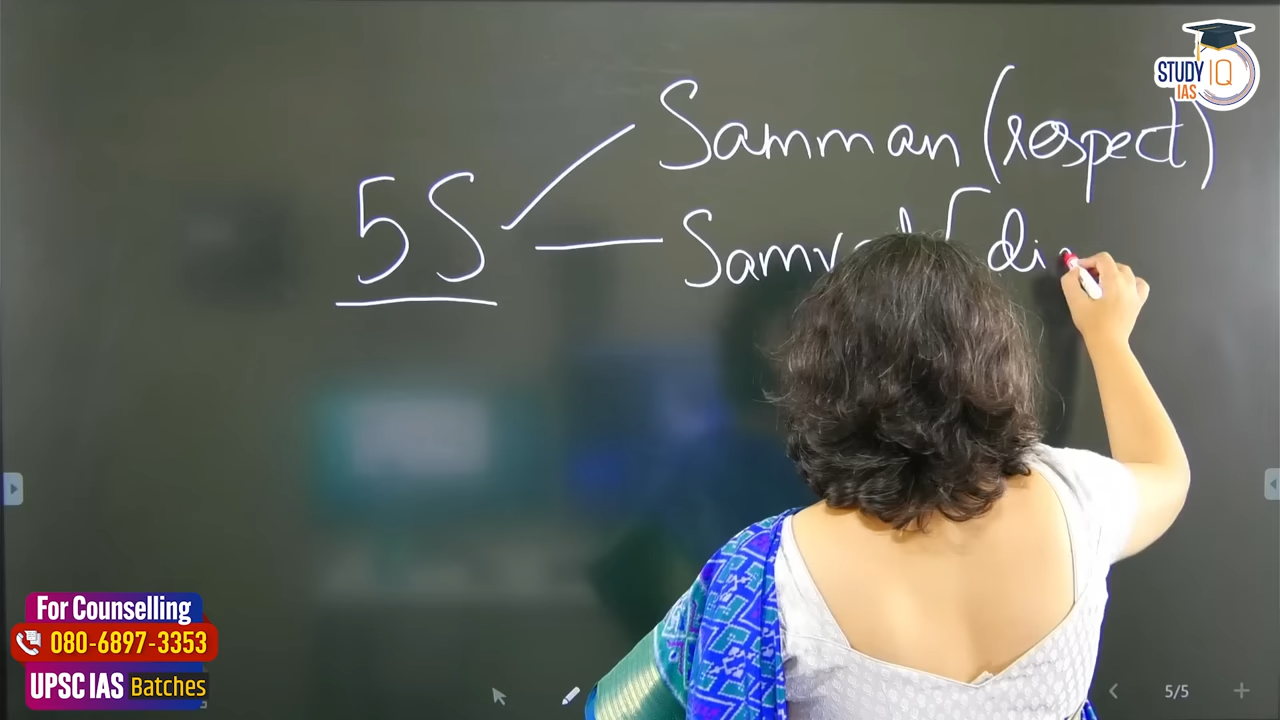 STUDY IQ
IAS
5S
Samman (respect)
For Counselling
080-6897-3353
UPSC IAS Batches
5/5